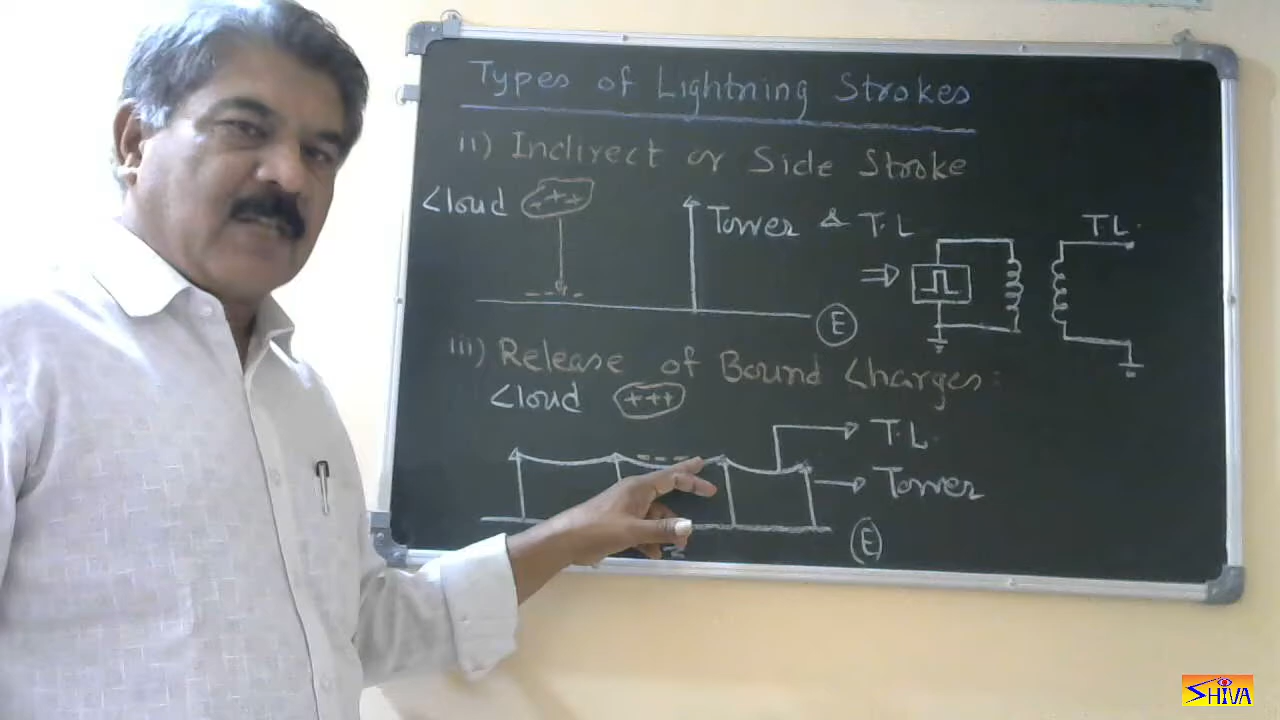 Types of Lightning Strokes
ii) Indirect or Side Stroke
Cloud +++
Tower & T.L
T.L.
E
iii) Release of Bound Charges:
Cloud +++
T.L.
Tower
E
SHIVA